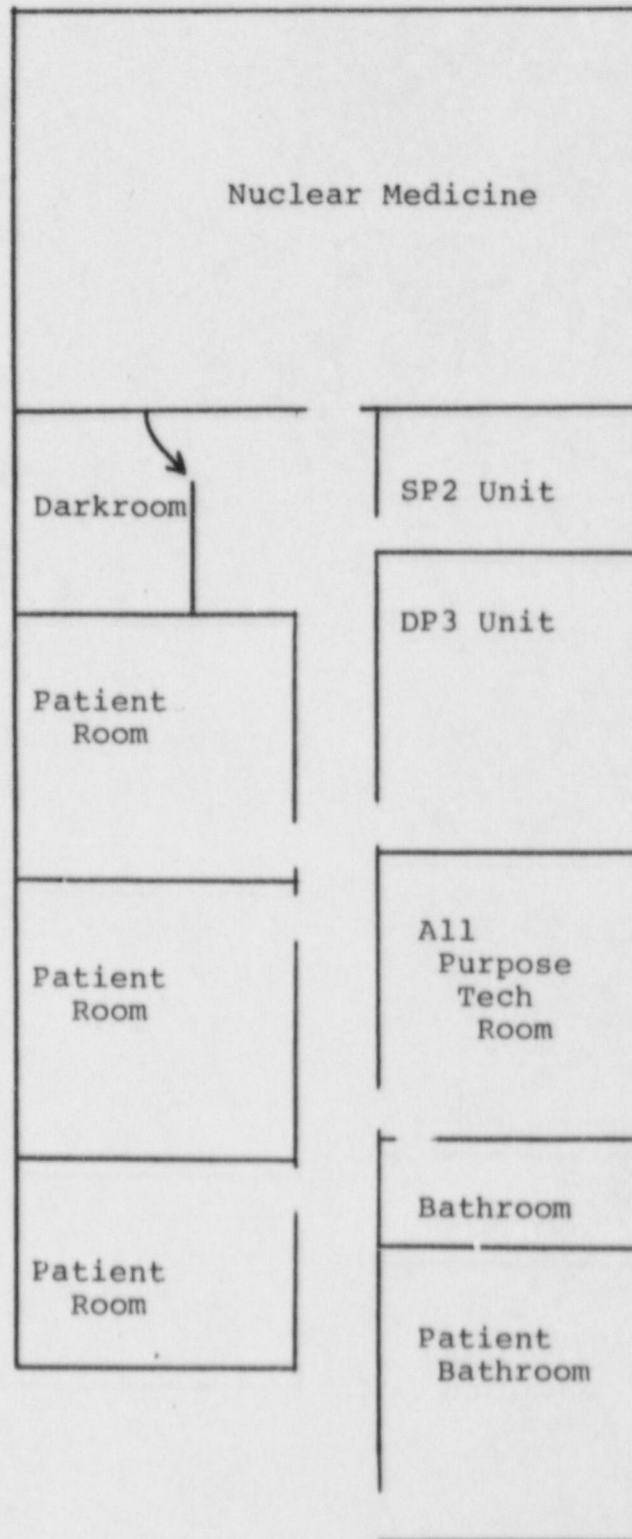 Nuclear Medicine
Darkroom
SP2 Unit
DP3 Unit
Patient
Room
All
Purpose
Tech
Room
Patient
Room
Bathroom
Patient
Room
Patient
Bathroom